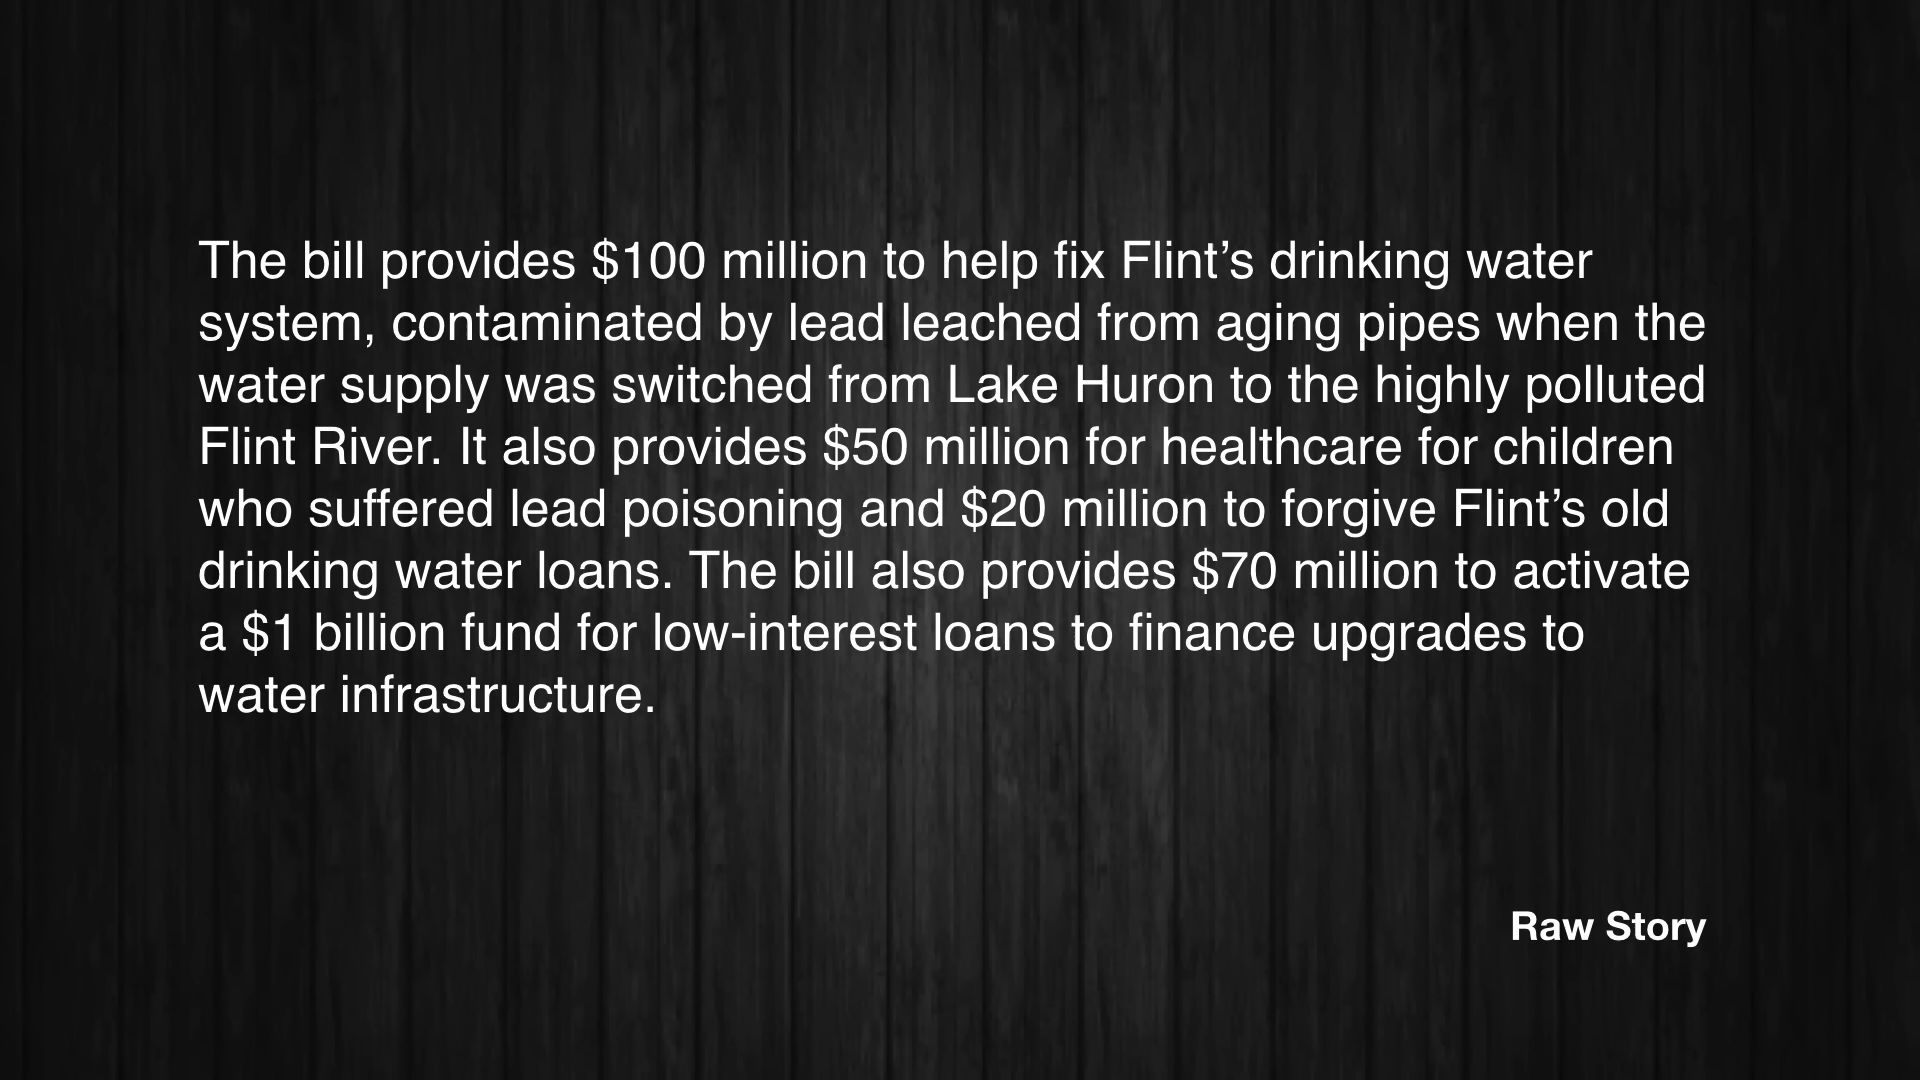 The bill provides $100 million to help fix Flint’s drinking water
system, contaminated by lead leached from aging pipes when the
water supply was switched from Lake Huron to the highly polluted
Flint River. It also provides $50 million for healthcare for children
who suffered lead poisoning and $20 million to forgive Flint’s old
drinking water loans. The bill also provides $70 million to activate
a $1 billion fund for low-interest loans to finance upgrades to
water infrastructure.
Raw Story